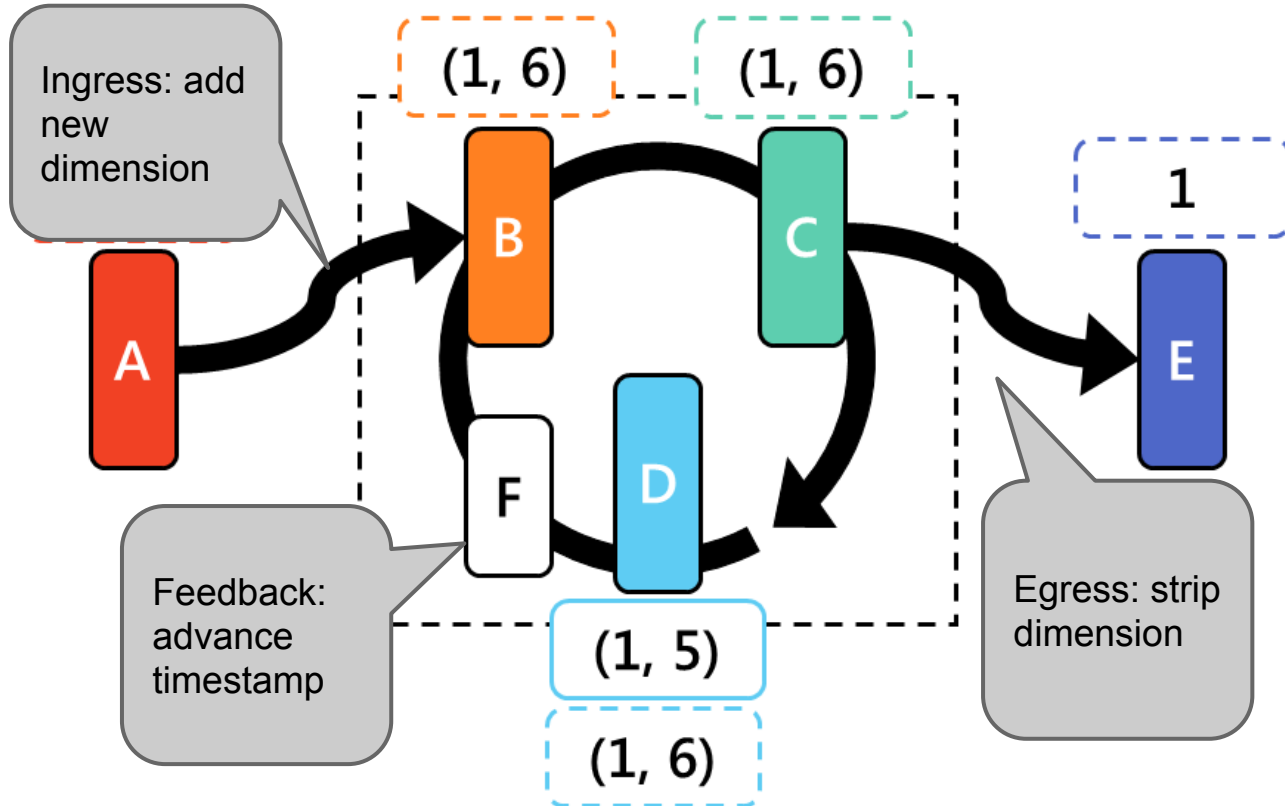 Ingress: add
new
dimension
(1, 6)
(1, 6)
1
A
B
C
E
F
D
Feedback:
advance
timestamp
(1, 5)
(1, 6)
Egress: strip
dimension